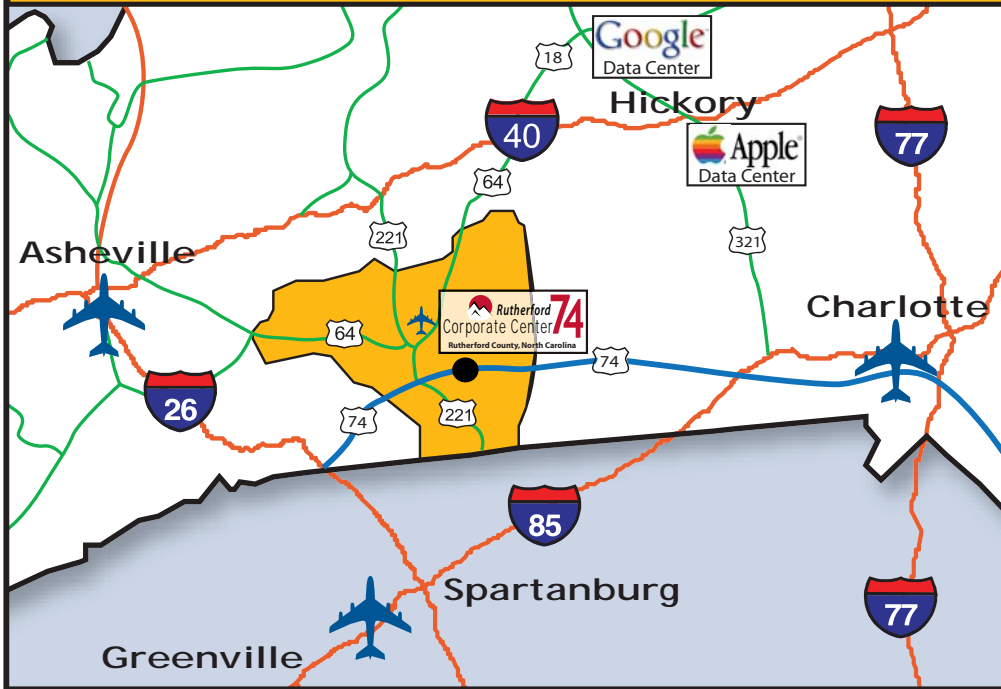 Google
Data Center
18
Hickory
40
77
Apple
Data Center
64
221
321
Asheville
Rutherford 74
Corporate Center
Rutherford County, North Carolina
Charlotte
64
74
26
74
221
85
Spartanburg
77
Greenville